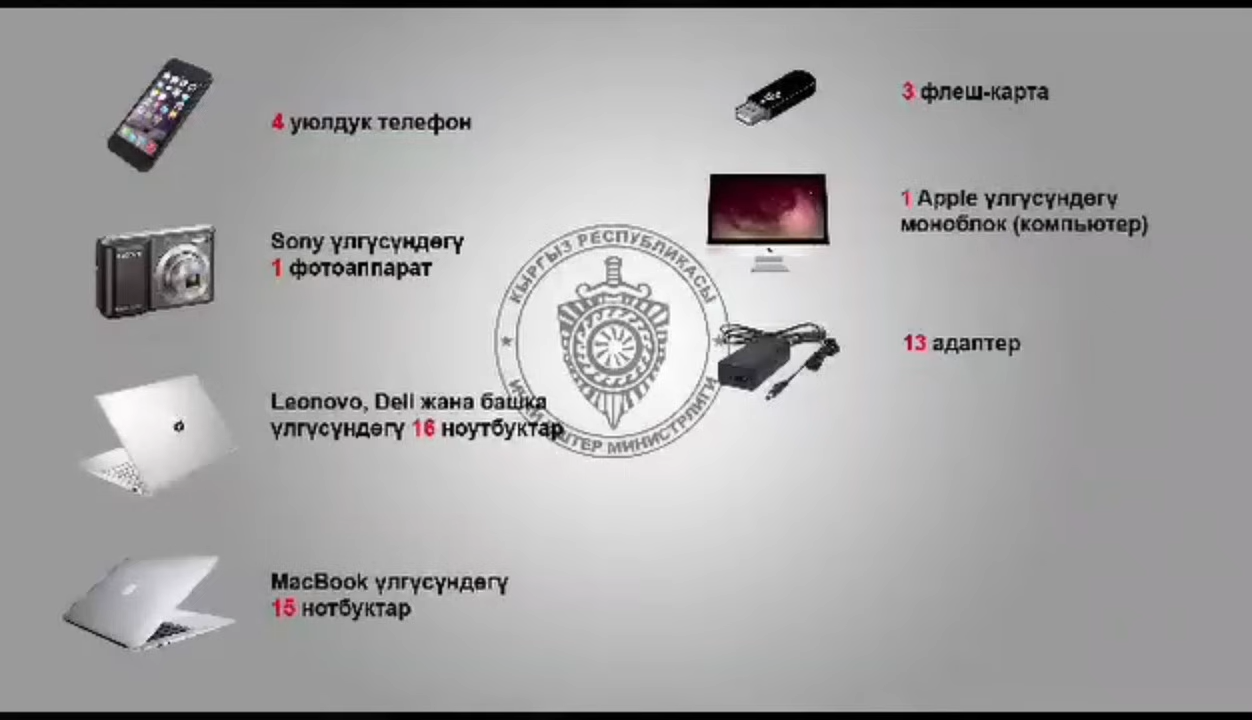 4 уюлдук телефон
Sony үлгүсүндөгү
1 фотоаппарат
Leonovo, Dell жана башка
үлгүсүндөгү 16 ноутбуктар
MacBook үлгүсүндөгү
15 нотбуктар
3 флеш-карта
1 Apple үлгүсүндөгү
моноблок (компьютер)
13 адаптер
КЫРГЫЗ РЕСПУБЛИКАСЫ
МИНИСТРЛИГИ